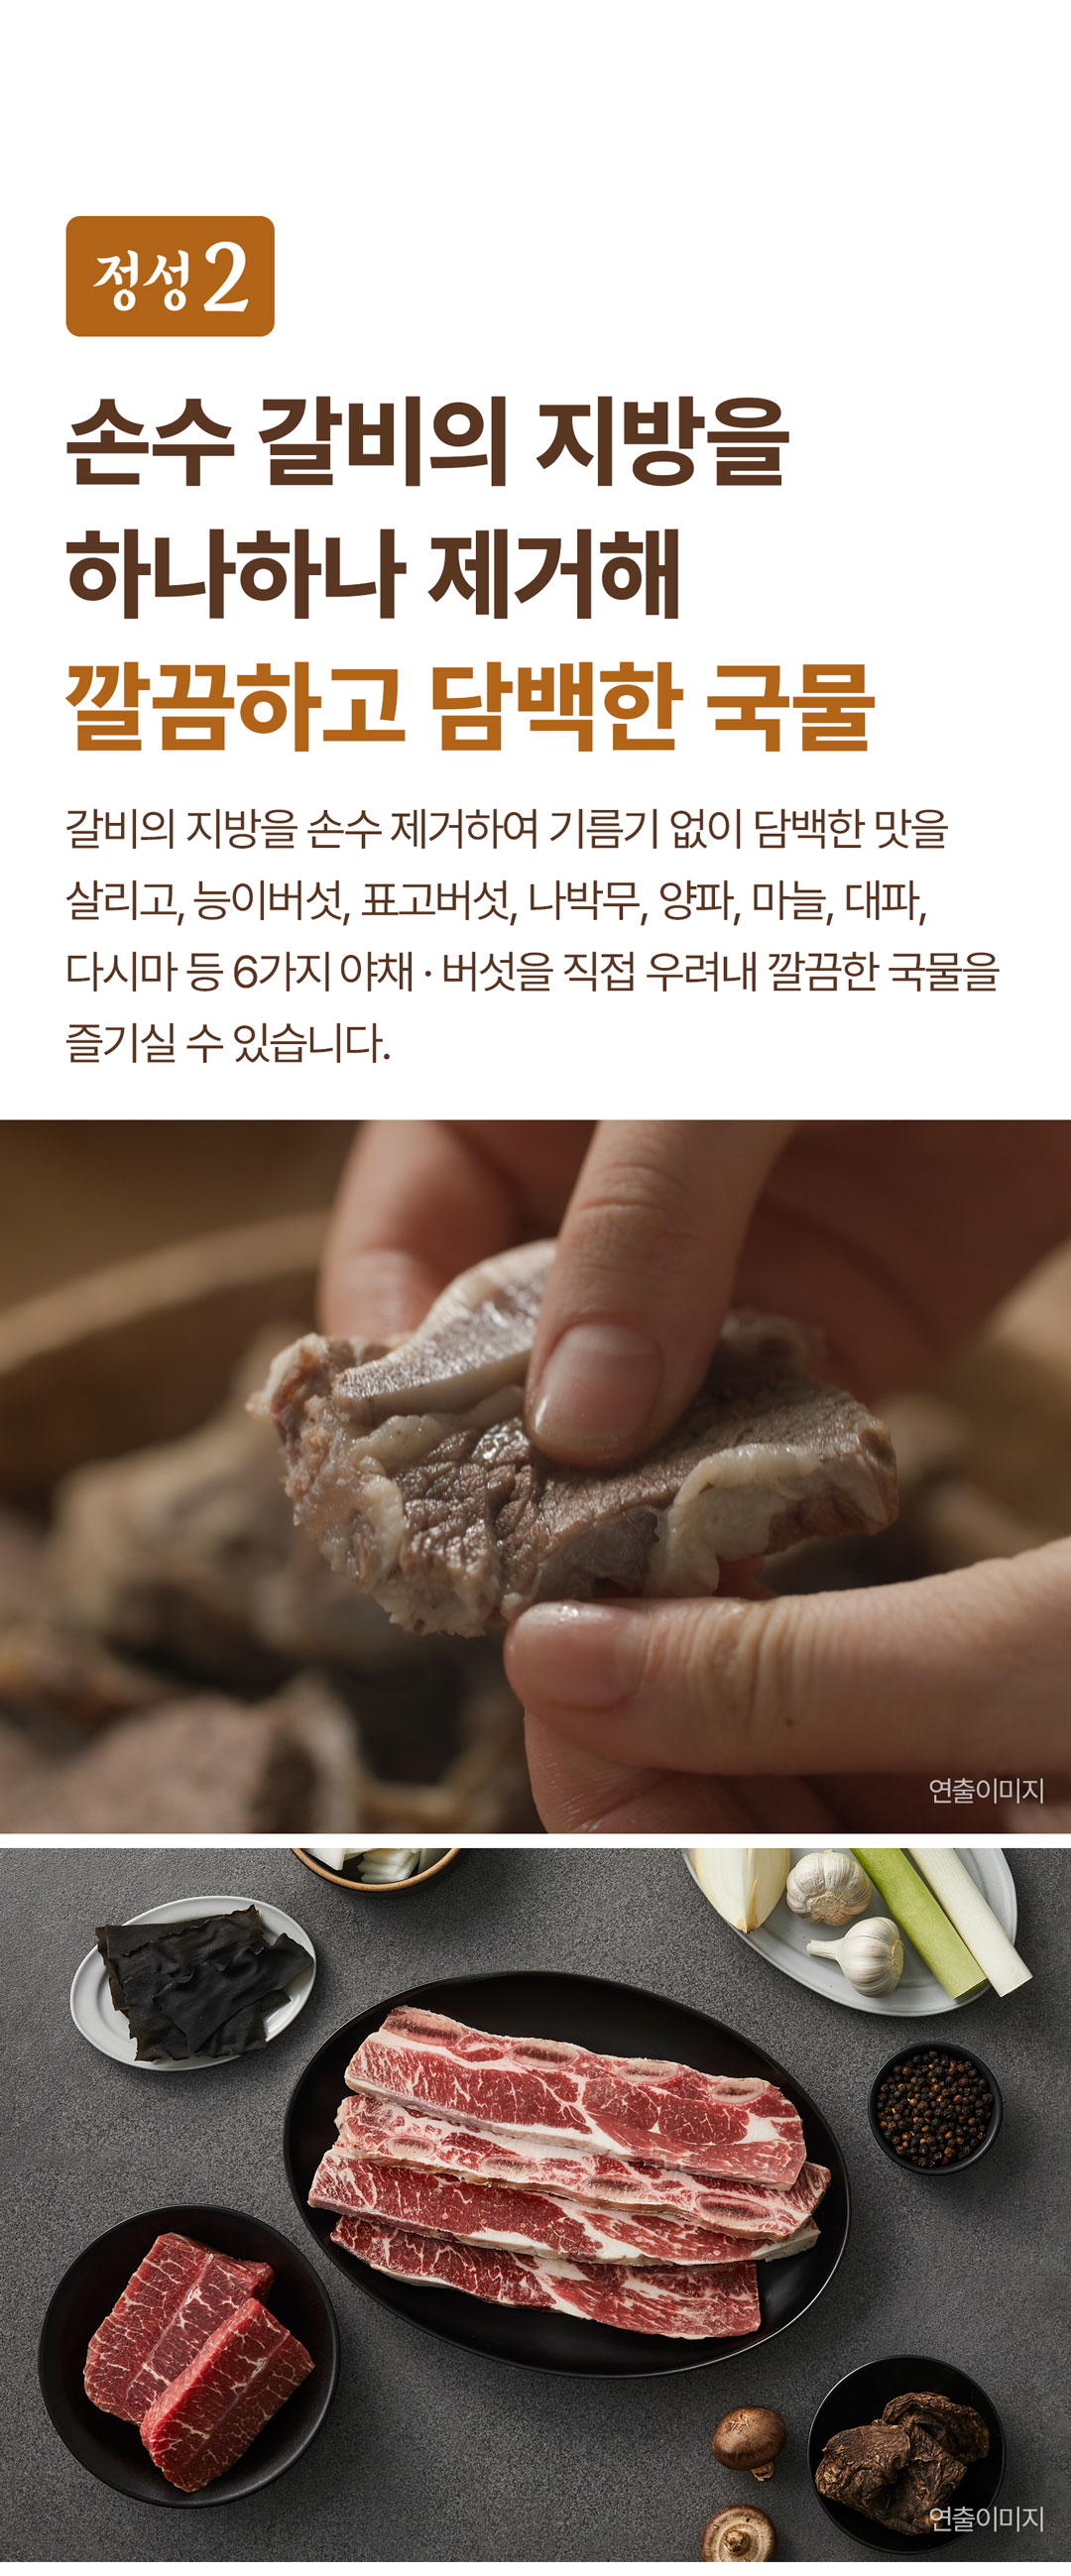 정성 2
손수 갈비의 지방을
하나하나 제거해
깔끔하고 담백한 국물
갈비의 지방을 손수 제거하여 기름기 없이 담백한 맛을
살리고, 능이버섯, 표고버섯, 나박무, 양파, 마늘, 대파,
다시마 등 6가지 야채 · 버섯을 직접 우려내 깔끔한 국물을
즐기실 수 있습니다.
연출이미지
연출이미지